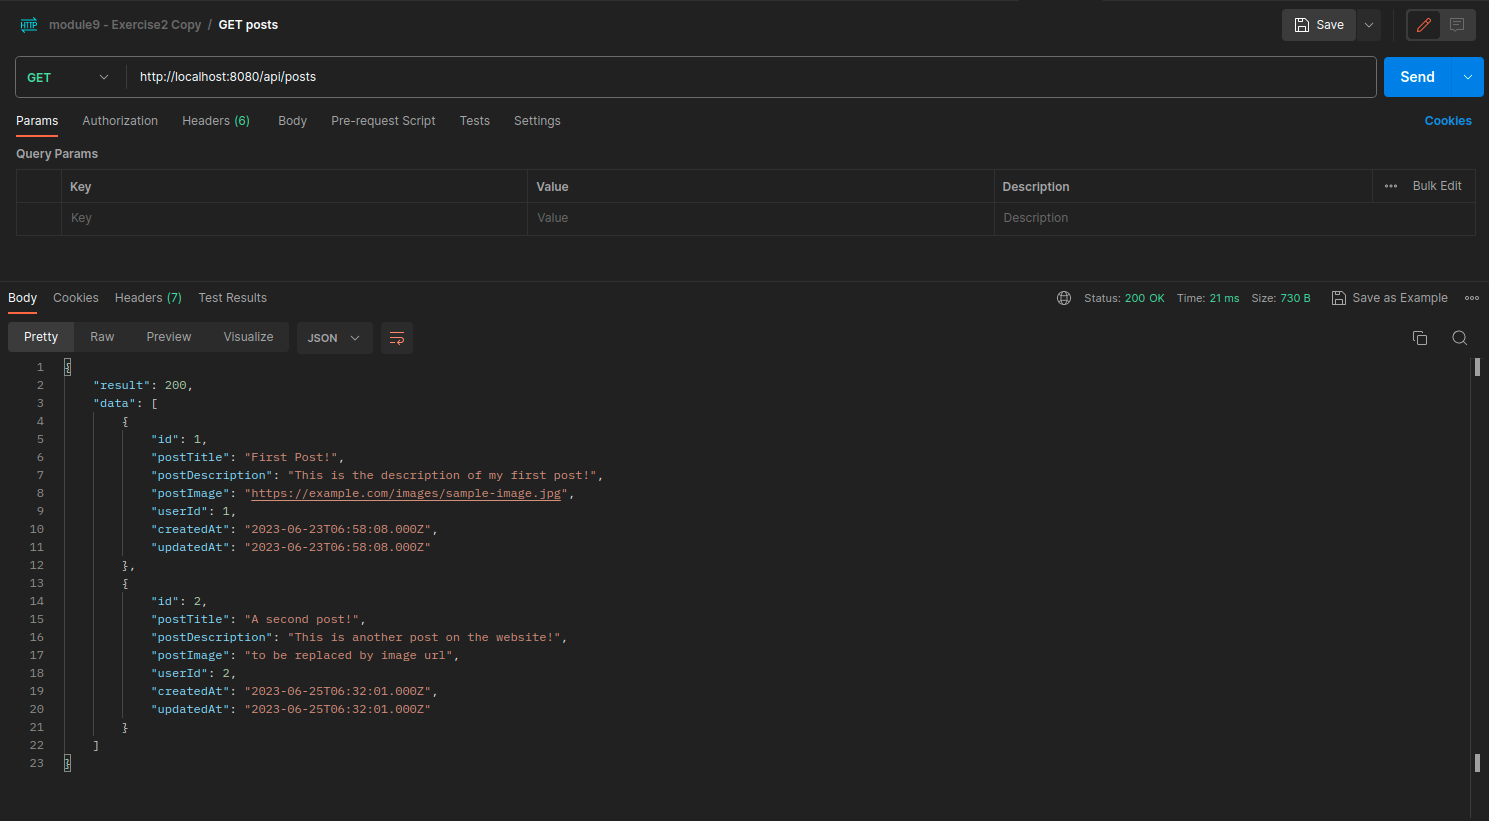 HTTP module9 - Exercise2 Copy / GET posts Save
GET http://localhost:8080/api/posts Send
Params Authorization Headers (6) Body Pre-request Script Tests Settings Cookies
Query Params
Key Value Description ••• Bulk Edit
Key Value Description
Body Cookies Headers (7) Test Results Status: 200 OK Time: 21 ms Size: 730 B Save as Example
Pretty Raw Preview Visualize JSON
1 {
2 "result": 200,
3 "data": [
4 {
5 "id": 1,
6 "postTitle": "First Post!",
7 "postDescription": "This is the description of my first post!",
8 "postImage": "https://example.com/images/sample-image.jpg",
9 "userId": 1,
10 "createdAt": "2023-06-23T06:58:08.000Z",
11 "updatedAt": "2023-06-23T06:58:08.000Z"
12 },
13 {
14 "id": 2,
15 "postTitle": "A second post!",
16 "postDescription": "This is another post on the website!",
17 "postImage": "to be replaced by image url",
18 "userId": 2,
19 "createdAt": "2023-06-25T06:32:01.000Z",
20 "updatedAt": "2023-06-25T06:32:01.000Z"
21 }
22 ]
23 }